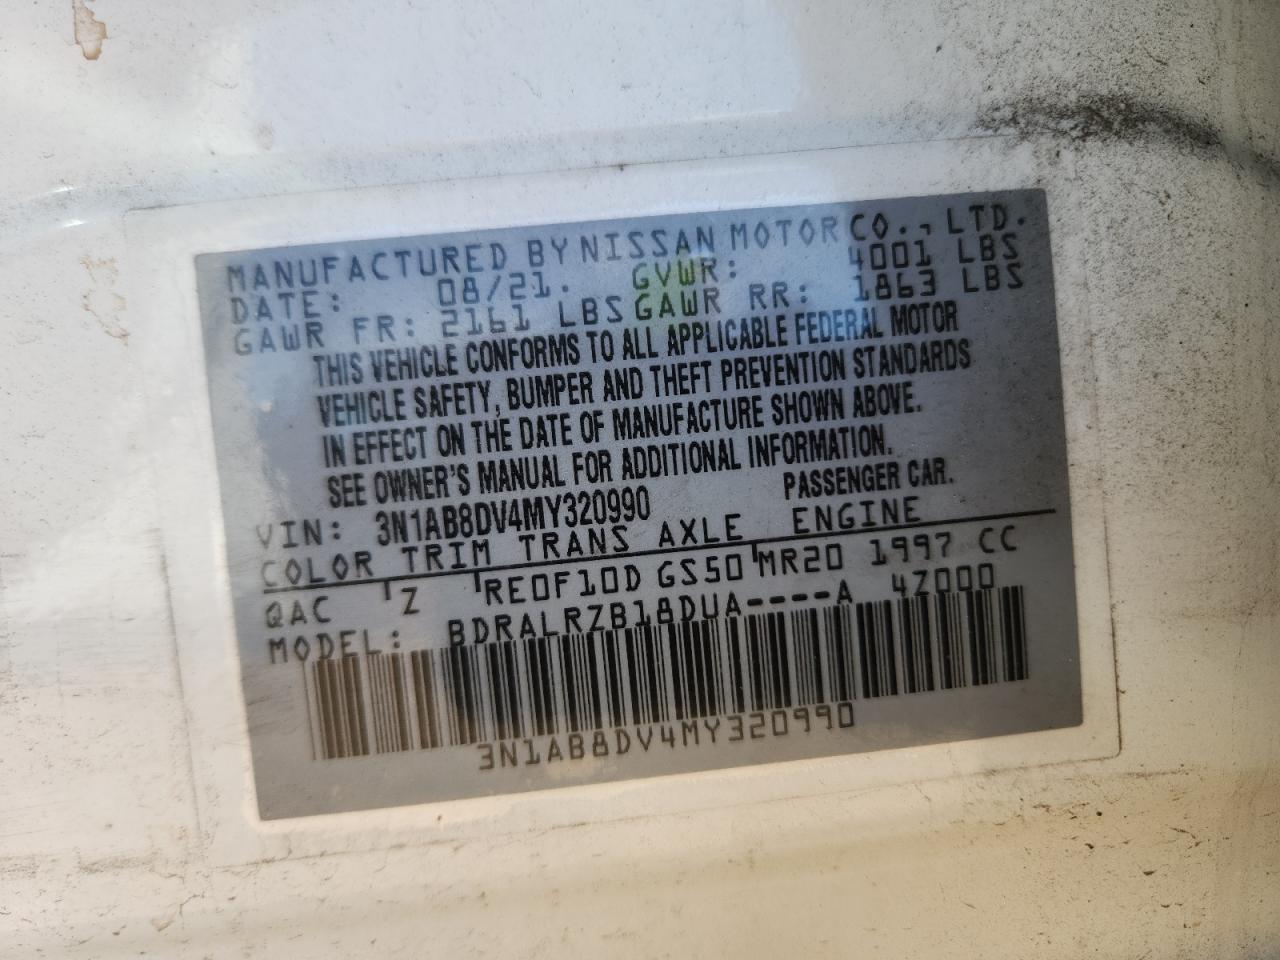 MANUFACTURED BY NISSAN MOTOR CO., LTD.
DATE: 08/21. GVWR: 4001 LBS
GAWR FR: 2161 LBS GAWR RR: 1863 LBS
THIS VEHICLE CONFORMS TO ALL APPLICABLE FEDERAL MOTOR
VEHICLE SAFETY, BUMPER AND THEFT PREVENTION STANDARDS
IN EFFECT ON THE DATE OF MANUFACTURE SHOWN ABOVE.
SEE OWNER'S MANUAL FOR ADDITIONAL INFORMATION.
VIN: 3N1AB8DV4MY320990 PASSENGER CAR.
COLOR TRIM TRANS AXLE ENGINE
QAC Z RE0F10D GS50 MR20 1997 CC
MODEL: BDRALRZB18DUA----A 4Z000
3N1AB8DV4MY320990